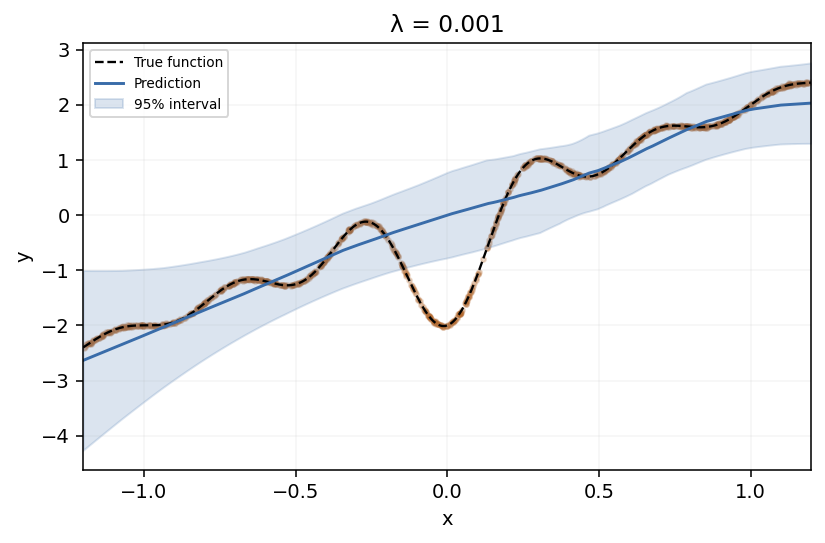 λ = 0.001
True function
Prediction
95% interval
3
2
1
0
−1
−2
−3
−4
y
−1.0
−0.5
0.0
0.5
1.0
x